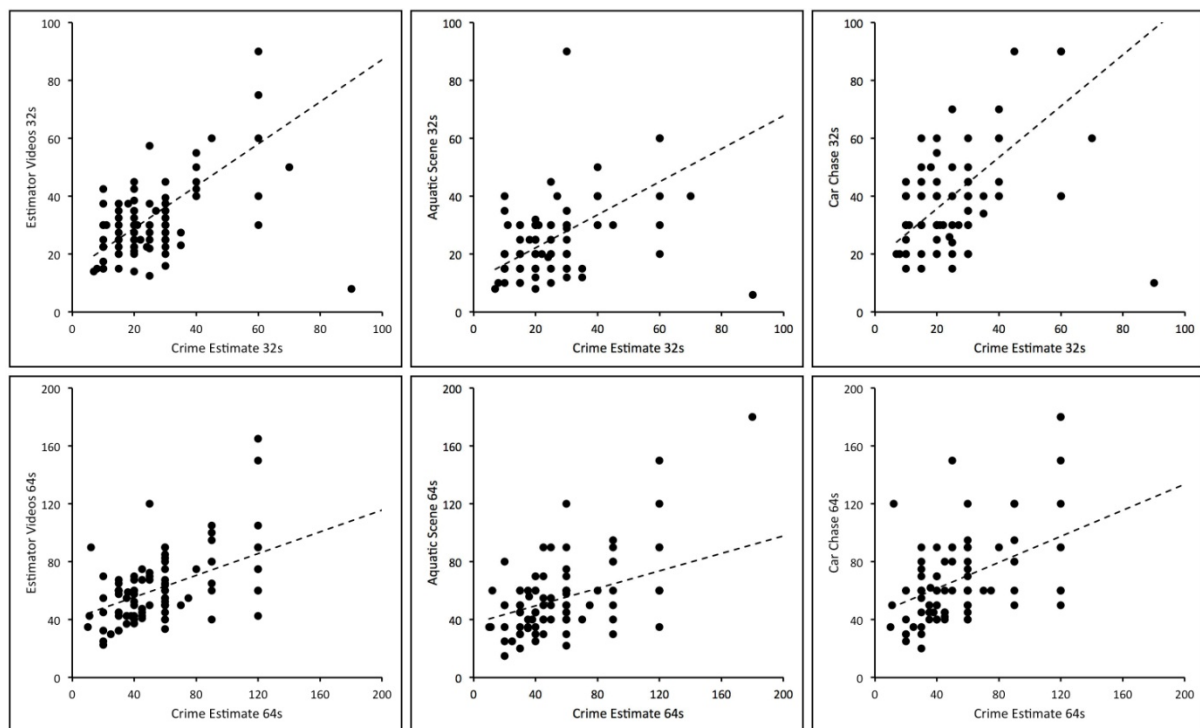 Estimator Videos 32s
100
80
60
40
20
0
0 20 40 60 80 100
Crime Estimate 32s
Aquatic Scene 32s
100
80
60
40
20
0
0 20 40 60 80 100
Crime Estimate 32s
Car Chase 32s
100
80
60
40
20
0
0 20 40 60 80 100
Crime Estimate 32s
Estimator Videos 64s
200
160
120
80
40
0
0 40 80 120 160 200
Crime Estimate 64s
Aquatic Scene 64s
200
160
120
80
40
0
0 40 80 120 160 200
Crime Estimate 64s
Car Chase 64s
200
160
120
80
40
0
0 40 80 120 160 200
Crime Estimate 64s